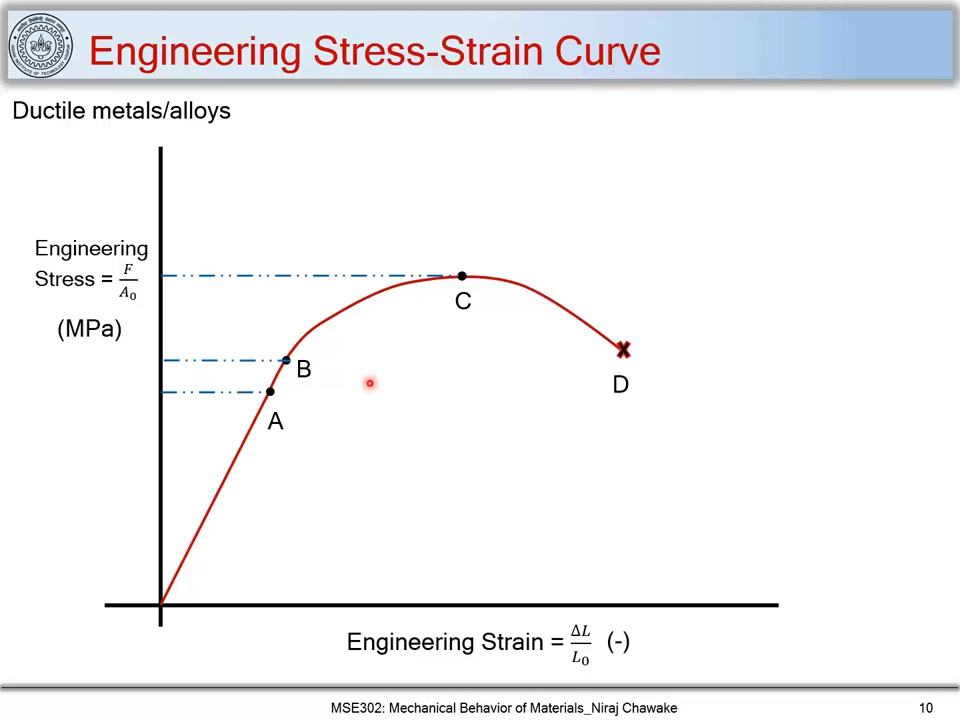 Engineering Stress-Strain Curve
Ductile metals/alloys
Engineering
Stress = F/A₀
(MPa)
C
B
A
D
Engineering Strain = ΔL/L₀ (-)
MSE302: Mechanical Behavior of Materials_Niraj Chawake
10